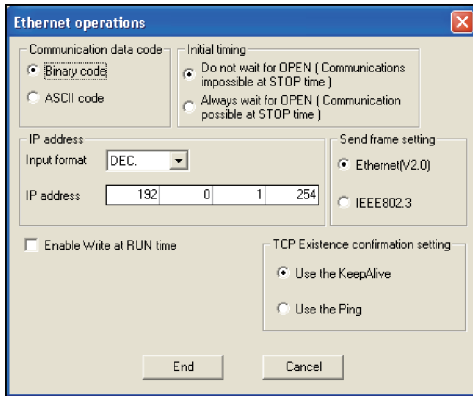 Ethernet operations
Communication data code
Binary code
ASCII code
Initial timing
Do not wait for OPEN ( Communications
impossible at STOP time )
Always wait for OPEN ( Communication
possible at STOP time )
IP address
Input format DEC.
IP address 192 0 1 254
Send frame setting
Ethernet(V2.0)
IEEE802.3
Enable Write at RUN time
TCP Existence confirmation setting
Use the KeepAlive
Use the Ping
End Cancel